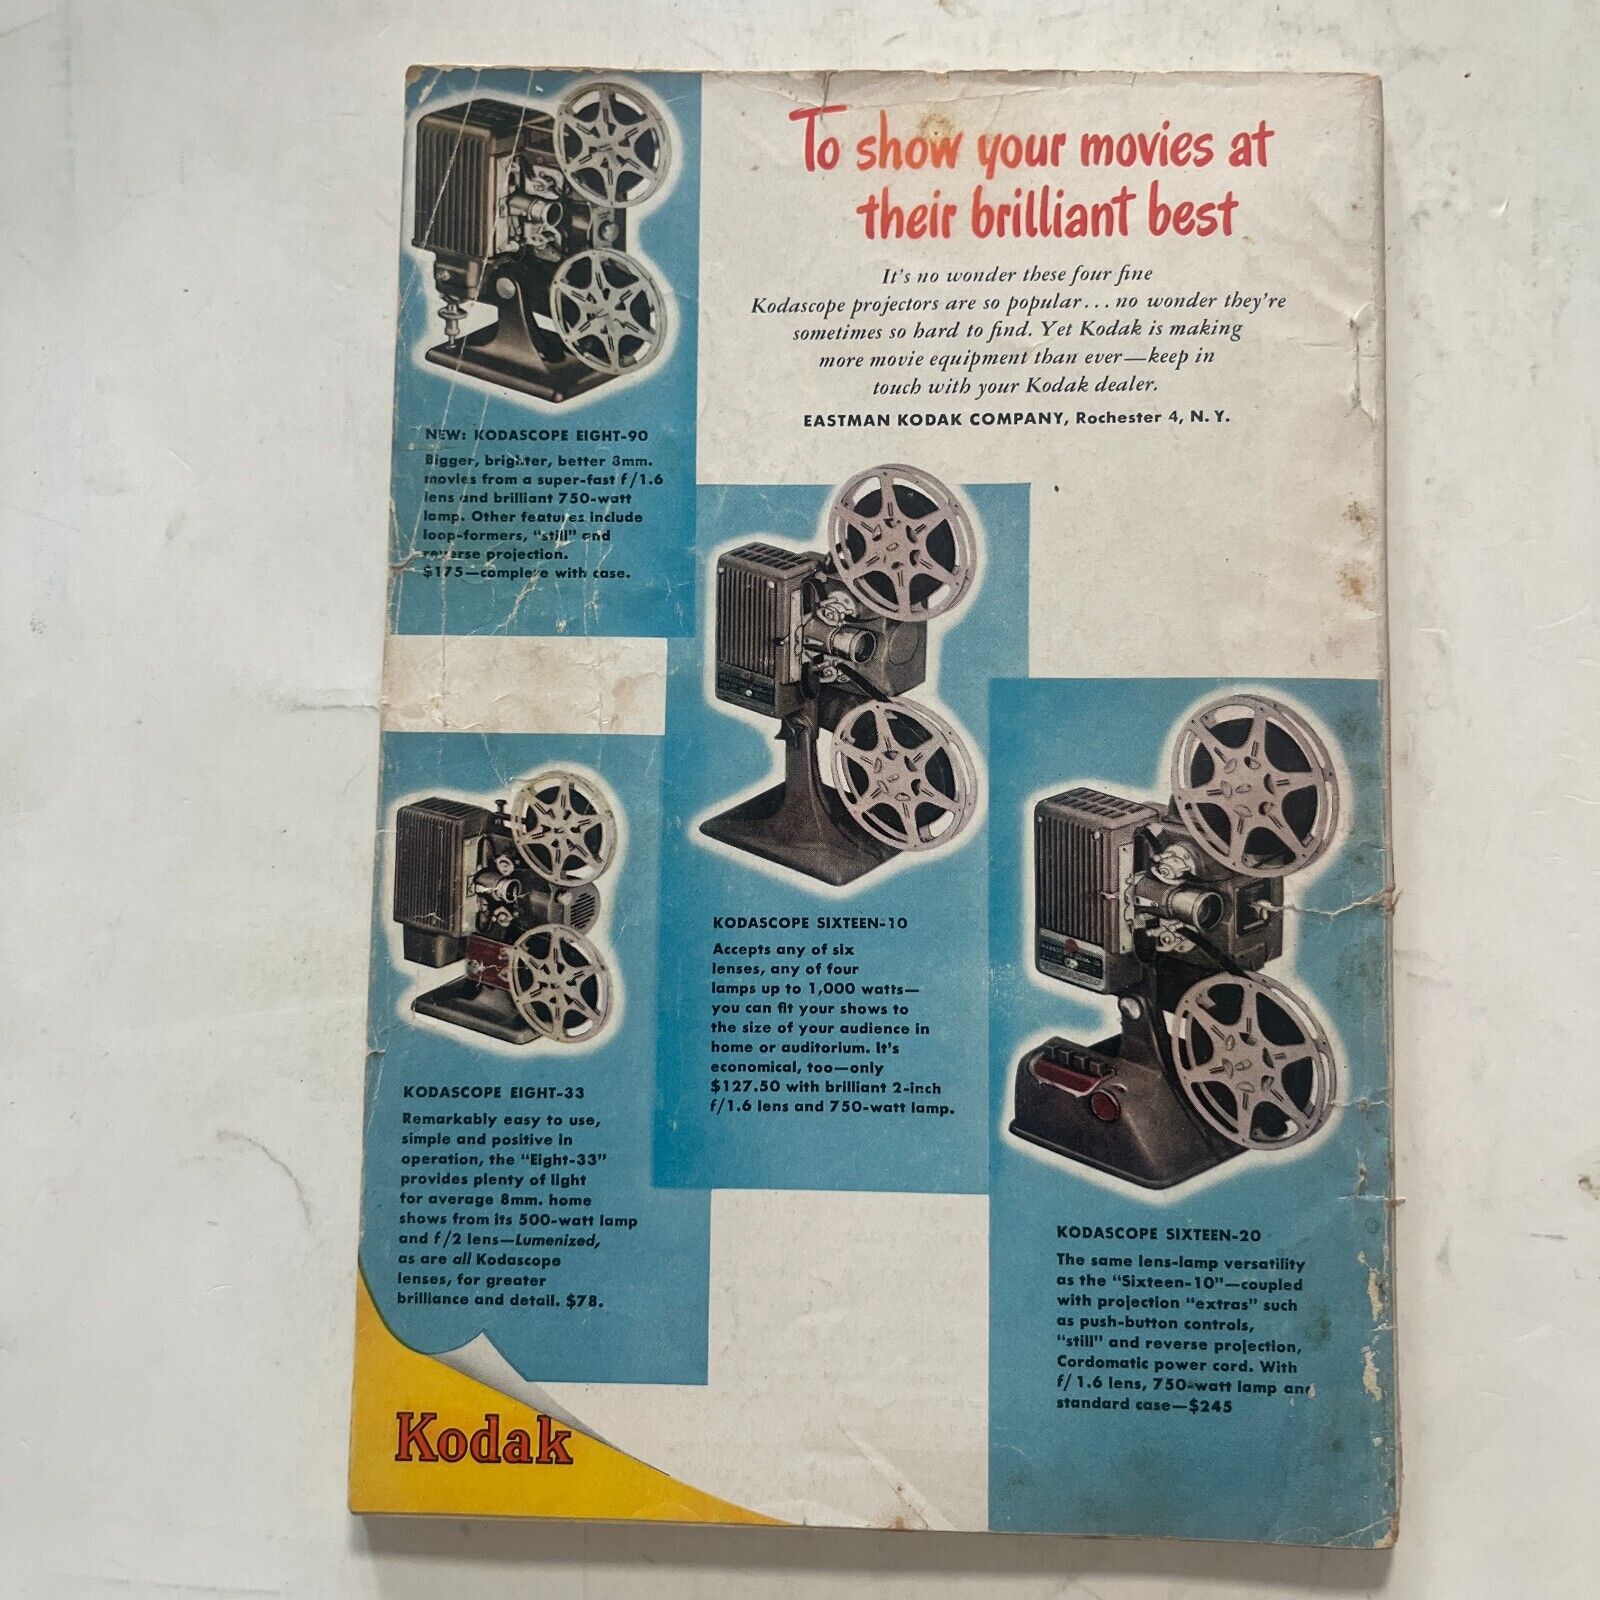 To show your movies at
their brilliant best
It's no wonder these four fine
Kodascope projectors are so popular... no wonder they're
sometimes so hard to find. Yet Kodak is making
more movie equipment than ever—keep in
touch with your Kodak dealer.
EASTMAN KODAK COMPANY, Rochester 4, N. Y.
NEW: KODASCOPE EIGHT-90
Bigger, brighter, better 8mm.
movies from a super-fast f/1.6
lens and brilliant 750-watt
lamp. Other features include
loop-formers, "still" and
reverse projection.
$175—complete with case.
KODASCOPE SIXTEEN-10
Accepts any of six
lenses, any of four
lamps up to 1,000 watts—
you can fit your shows to
the size of your audience in
home or auditorium. It's
economical, too—only
$127.50 with brilliant 2-inch
f/1.6 lens and 750-watt lamp.
KODASCOPE EIGHT-33
Remarkably easy to use,
simple and positive in
operation, the "Eight-33"
provides plenty of light
for average 8mm. home
shows from its 500-watt lamp
and f/2 lens—Lumenized,
as are all Kodascope
lenses, for greater
brilliance and detail. $78.
KODASCOPE SIXTEEN-20
The same lens-lamp versatility
as the "Sixteen-10"—coupled
with projection "extras" such
as push-button controls,
"still" and reverse projection,
Cordomatic power cord. With
f/1.6 lens, 750-watt lamp and
standard case—$245
Kodak